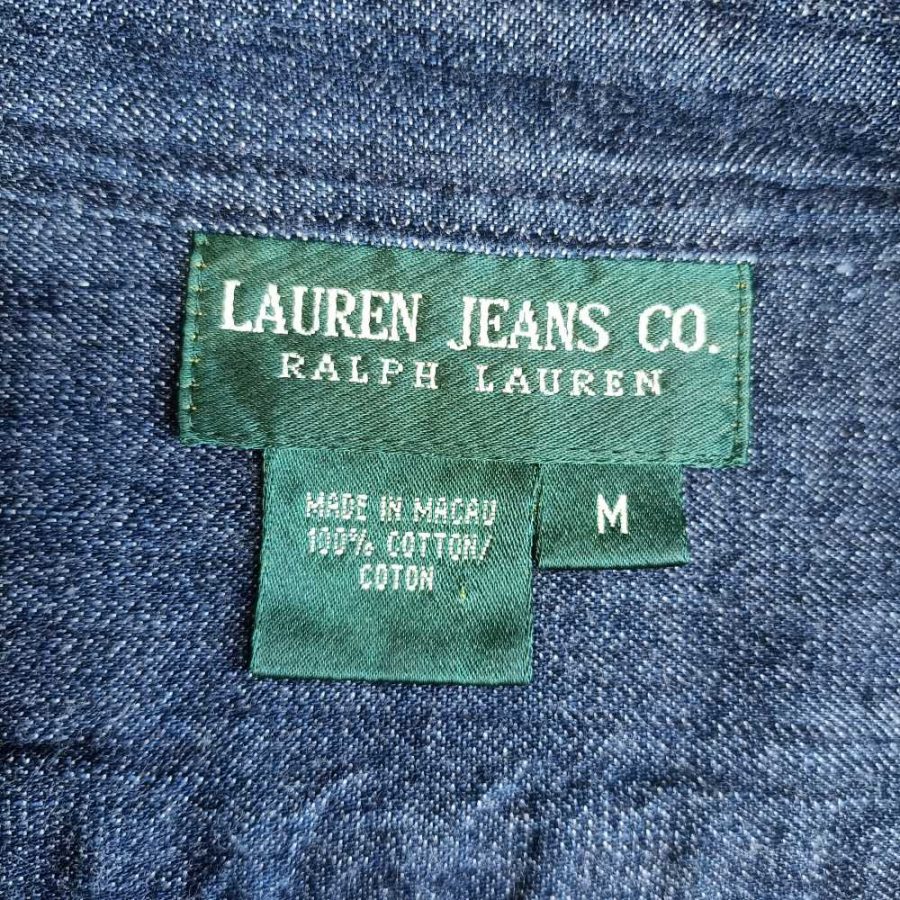 LAUREN JEANS CO.
RALPH LAUREN
MADE IN MACAU
100% COTTON/
COTON
M